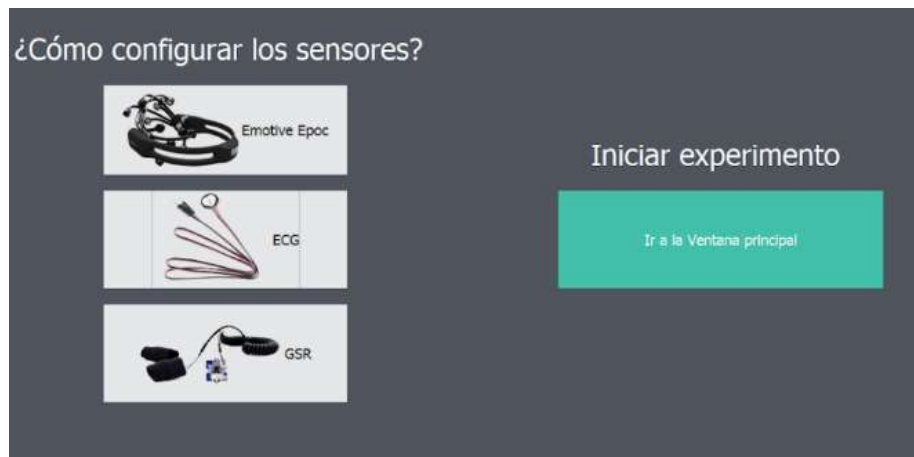 ¿Cómo configurar los sensores?
Emotive Epoc
ECG
GSR
Iniciar experimento
Ir a la Ventana principal